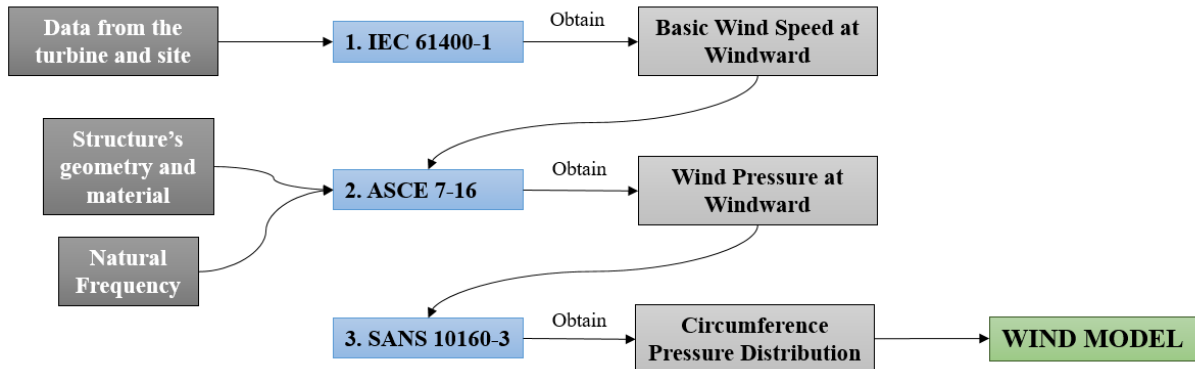 Data from the
turbine and site
1. IEC 61400-1
Obtain
Basic Wind Speed at
Windward
Structure's
geometry and
material
2. ASCE 7-16
Obtain
Wind Pressure at
Windward
Natural
Frequency
3. SANS 10160-3
Obtain
Circumference
Pressure Distribution
WIND MODEL